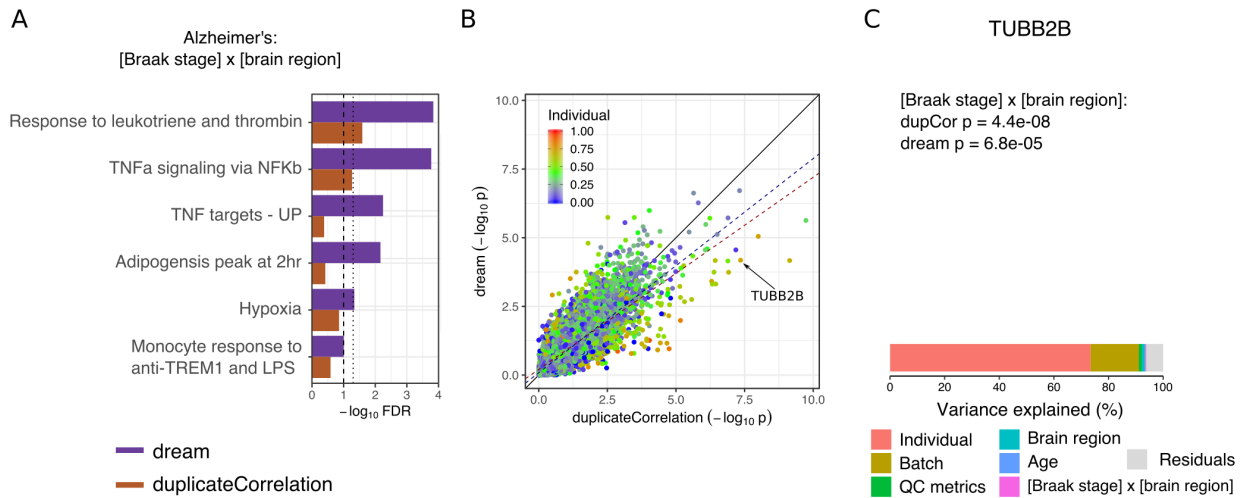 A
Alzheimer's:
[Braak stage] x [brain region]
Response to leukotriene and thrombin
TNFa signaling via NFKb
TNF targets - UP
Adipogensis peak at 2hr
Hypoxia
Monocyte response to
anti-TREM1 and LPS
0 1 2 3 4
−log10 FDR
dream
duplicateCorrelation
B
Individual
1.00
0.75
0.50
0.25
0.00
10.0
7.5
5.0
2.5
0.0
dream (−log10 p)
TUBB2B
0.0 2.5 5.0 7.5 10.0
duplicateCorrelation (−log10 p)
C
TUBB2B
[Braak stage] x [brain region]:
dupCor p = 4.4e-08
dream p = 6.8e-05
0 20 40 60 80 100
Variance explained (%)
Individual
Batch
QC metrics
Brain region
Age
[Braak stage] x [brain region]
Residuals